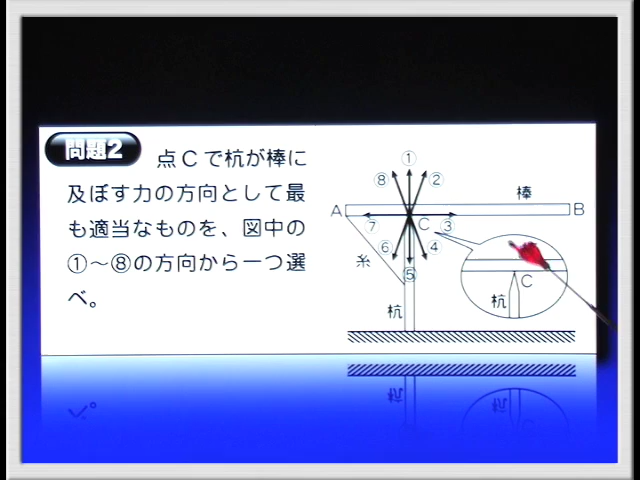 問題2
点Cで杭が棒に
及ぼす力の方向として最
も適当なものを、図中の
①～⑧の方向から一つ選
べ。
①
⑧ ②
棒
A B
⑦ C ③
⑥ ④
糸 ⑤
C
杭
杭